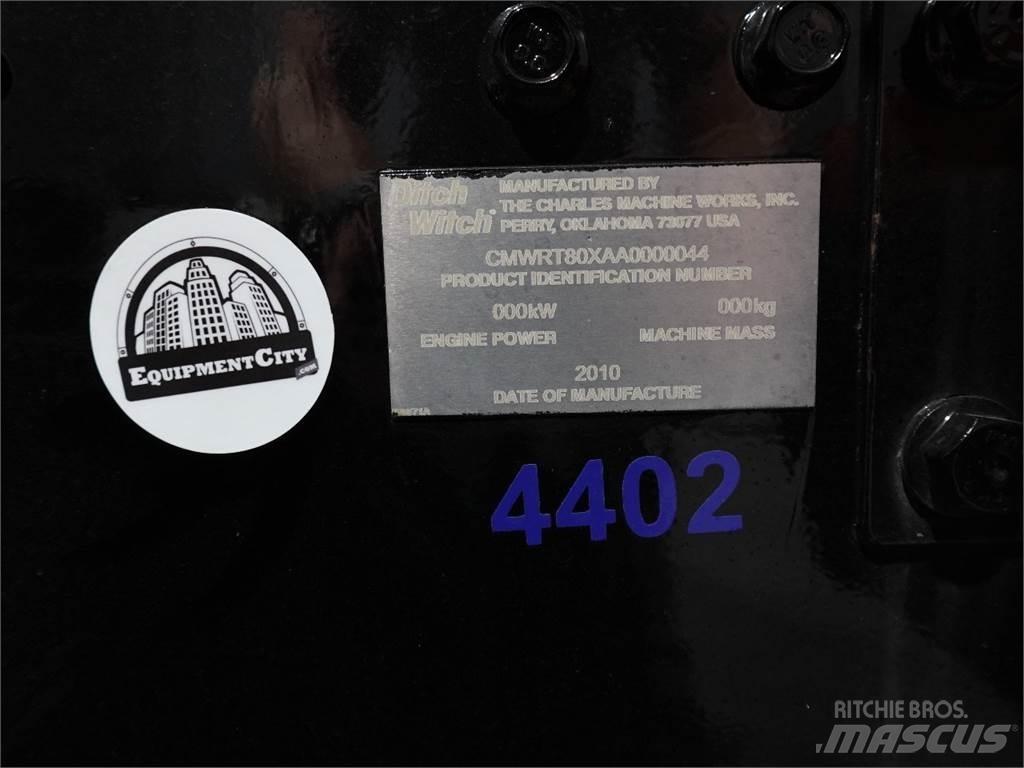 Ditch Witch
MANUFACTURED BY
THE CHARLES MACHINE WORKS, INC.
PERRY, OKLAHOMA 73077 USA
CMWRT80XAA0000044
PRODUCT IDENTIFICATION NUMBER
000kW 000kg
ENGINE POWER MACHINE MASS
2010
DATE OF MANUFACTURE
EQUIPMENTCITY
.COM
4402
RITCHIE BROS.
MASCUS